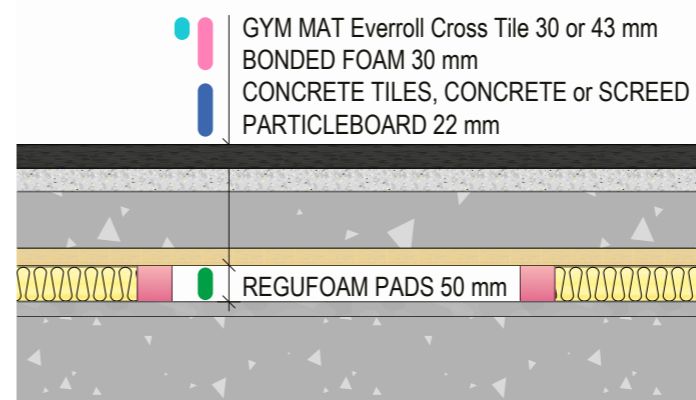 GYM MAT Everroll Cross Tile 30 or 43 mm
BONDED FOAM 30 mm
CONCRETE TILES, CONCRETE or SCREED
PARTICLEBOARD 22 mm
REGUFOAM PADS 50 mm